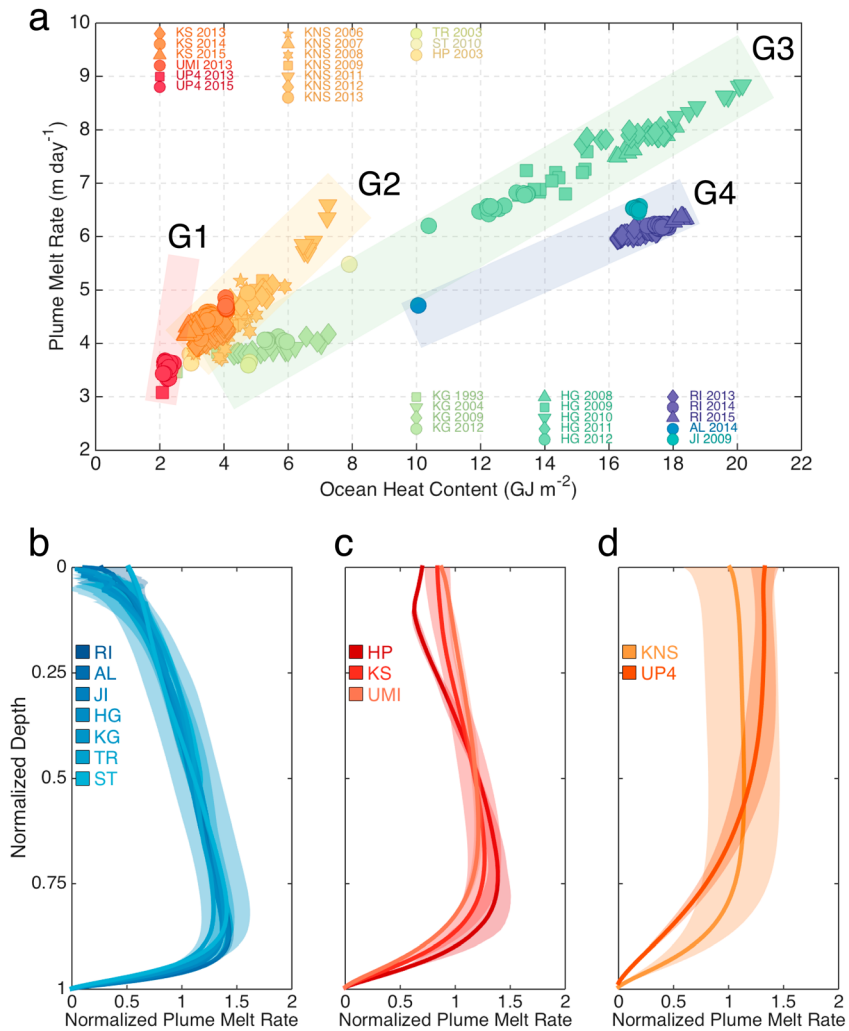 a
Plume Melt Rate (m day-1)
10
9
8
7
6
5
4
3
2
KS 2013
KS 2014
KS 2015
UMI 2013
UP4 2013
UP4 2015
KNS 2006
KNS 2007
KNS 2008
KNS 2009
KNS 2011
KNS 2012
KNS 2013
TR 2003
ST 2010
HP 2003
G1
G2
G3
G4
KG 1993
KG 2004
KG 2009
KG 2012
HG 2008
HG 2009
HG 2010
HG 2011
HG 2012
RI 2013
RI 2014
RI 2015
AL 2014
JI 2009
0 2 4 6 8 10 12 14 16 18 20 22
Ocean Heat Content (GJ m-2)
b
Normalized Depth
0
0.25
0.5
0.75
1
RI
AL
JI
HG
KG
TR
ST
0.5 1 1.5 2
Normalized Plume Melt Rate
c
HP
KS
UMI
0 0.5 1 1.5 2
Normalized Plume Melt Rate
d
KNS
UP4
0 0.5 1 1.5 2
Normalized Plume Melt Rate